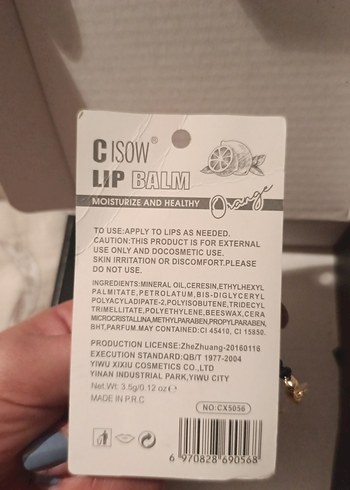 CISOW®
LIP BALM
MOISTURIZE AND HEALTHY
Orange
TO USE:APPLY TO LIPS AS NEEDED.
CAUTION:THIS PRODUCT IS FOR EXTERNAL
USE ONLY AND DOCOSMETIC USE.
SKIN IRRITATION OR DISCOMFORT.PLEASE
DO NOT USE.
INGREDIENTS:MINERAL OIL,CERESIN,ETHYLHEXYL
PALMITATE,PETROLATUM,BIS-DIGLYCERYL
POLYACYLADIPATE-2,POLYISOBUTENE,TRIDECYL
TRIMELLITATE,POLYETHYLENE,BEESWAX,CERA
MICROCRISTALLINA,METHYLPARABEN,PROPYLPARABEN,
BHT,PARFUM.MAY CONTAINED:CI 45410, CI 15850.
PRODUCTION LICENSE:ZheZhuang-20160116
EXECUTION STANDARD:QB/T 1977-2004
YIWU XIXIU COSMETICS CO.,LTD
YINAN INDUSTRIAL PARK,YIWU CITY
Net.Wt: 3.5g/0.12 oz e
MADE IN P.R.C
NO:CX5056
6 970828 690568